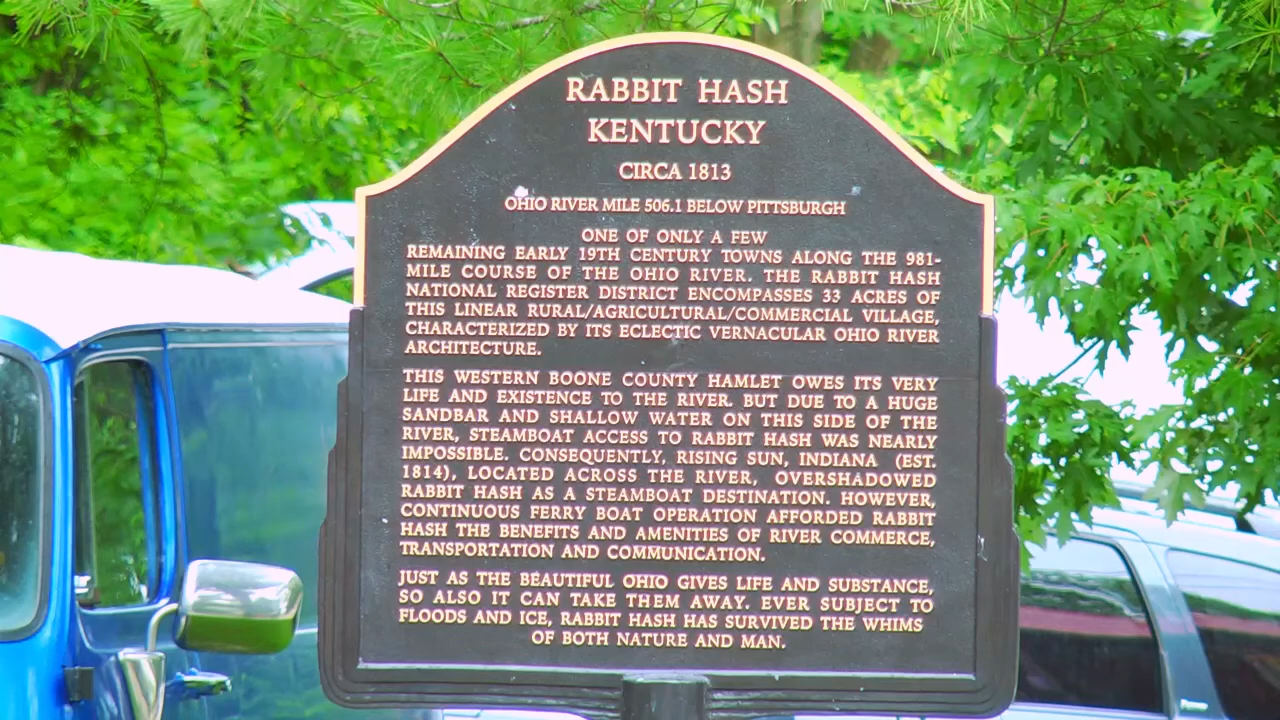 RABBIT HASH
KENTUCKY
CIRCA 1813
OHIO RIVER MILE 506.1 BELOW PITTSBURGH
ONE OF ONLY A FEW
REMAINING EARLY 19TH CENTURY TOWNS ALONG THE 981-
MILE COURSE OF THE OHIO RIVER. THE RABBIT HASH
NATIONAL REGISTER DISTRICT ENCOMPASSES 33 ACRES OF
THIS LINEAR RURAL/AGRICULTURAL/COMMERCIAL VILLAGE,
CHARACTERIZED BY ITS ECLECTIC VERNACULAR OHIO RIVER
ARCHITECTURE.
THIS WESTERN BOONE COUNTY HAMLET OWES ITS VERY
LIFE AND EXISTENCE TO THE RIVER. BUT DUE TO A HUGE
SANDBAR AND SHALLOW WATER ON THIS SIDE OF THE
RIVER, STEAMBOAT ACCESS TO RABBIT HASH WAS NEARLY
IMPOSSIBLE. CONSEQUENTLY, RISING SUN, INDIANA (EST.
1814), LOCATED ACROSS THE RIVER, OVERSHADOWED
RABBIT HASH AS A STEAMBOAT DESTINATION. HOWEVER,
CONTINUOUS FERRY BOAT OPERATION AFFORDED RABBIT
HASH THE BENEFITS AND AMENITIES OF RIVER COMMERCE,
TRANSPORTATION AND COMMUNICATION.
JUST AS THE BEAUTIFUL OHIO GIVES LIFE AND SUBSTANCE,
SO ALSO IT CAN TAKE THEM AWAY. EVER SUBJECT TO
FLOODS AND ICE, RABBIT HASH HAS SURVIVED THE WHIMS
OF BOTH NATURE AND MAN.